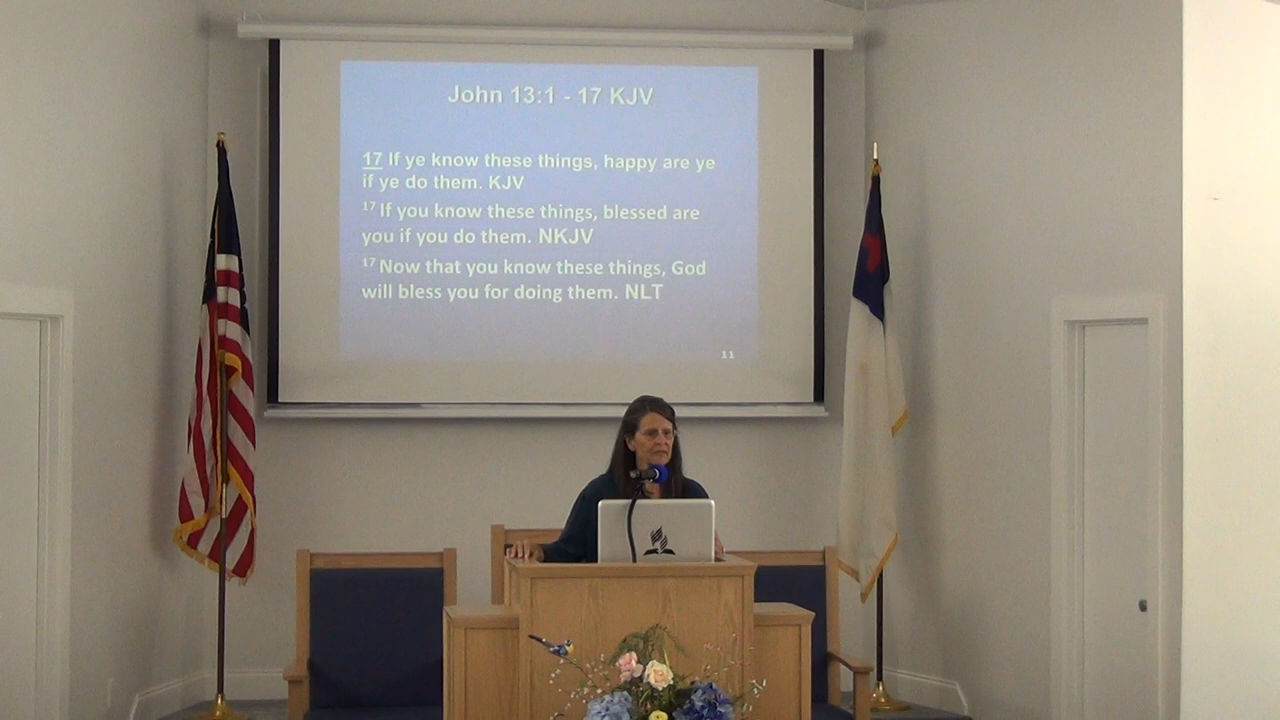 John 13:1 - 17 KJV
17 If ye know these things, happy are ye
if ye do them. KJV
17 If you know these things, blessed are
you if you do them. NKJV
17 Now that you know these things, God
will bless you for doing them. NLT
11